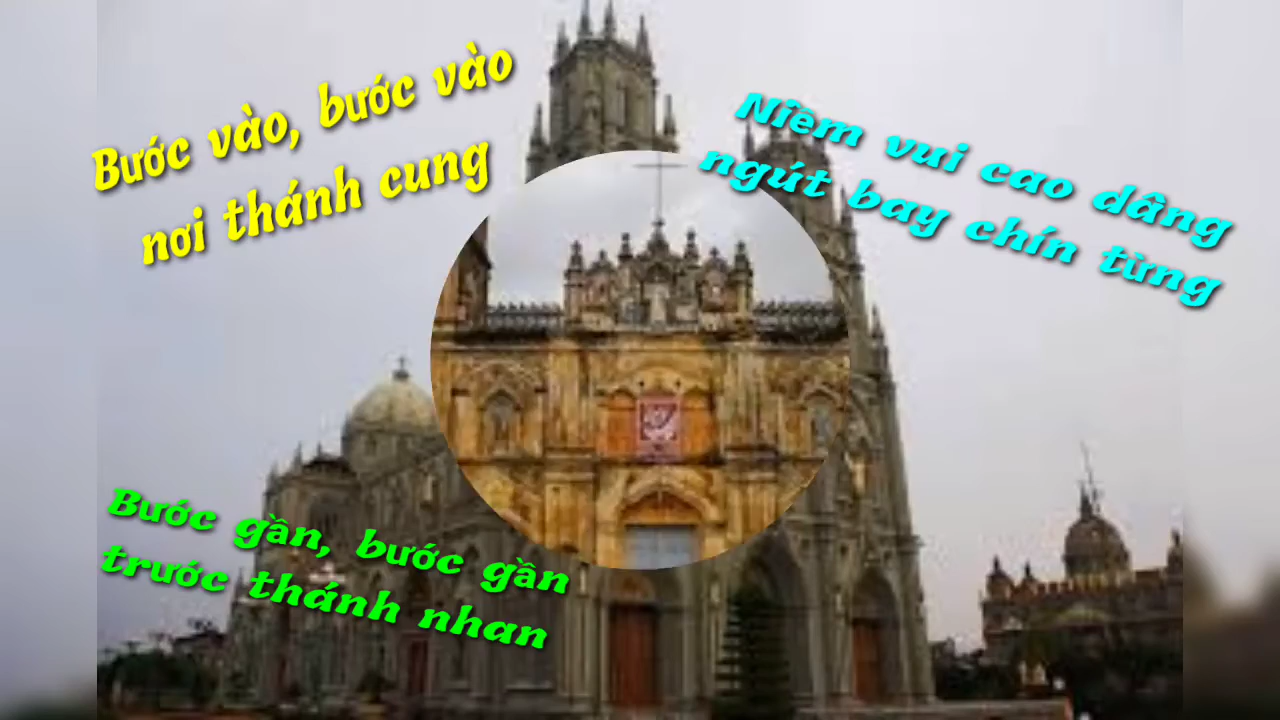 Bước vào, bước vào
nơi thánh cung
Niềm vui cao dâng
ngút bay chín từng
Bước gần, bước gần
trước thánh nhan